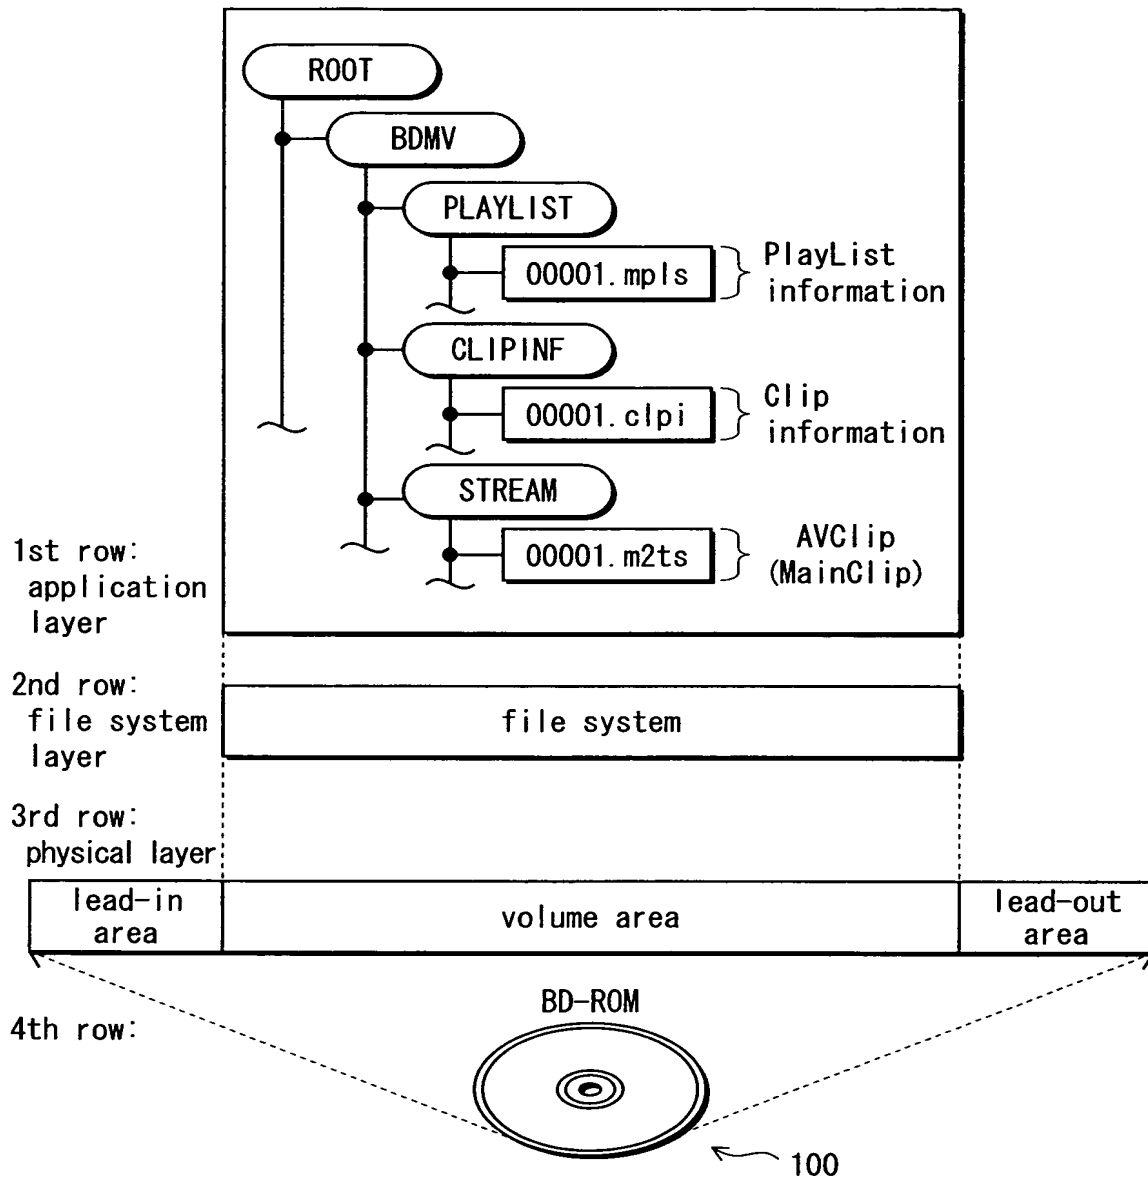 ROOT
BDMV
PLAYLIST
00001.mpls
PlayList
information
CLIPINF
00001.clpi
Clip
information
STREAM
00001.m2ts
AVClip
(MainClip)
1st row:
application
layer
2nd row:
file system
layer
file system
3rd row:
physical layer
lead-in
area
volume area
lead-out
area
BD-ROM
4th row:
100